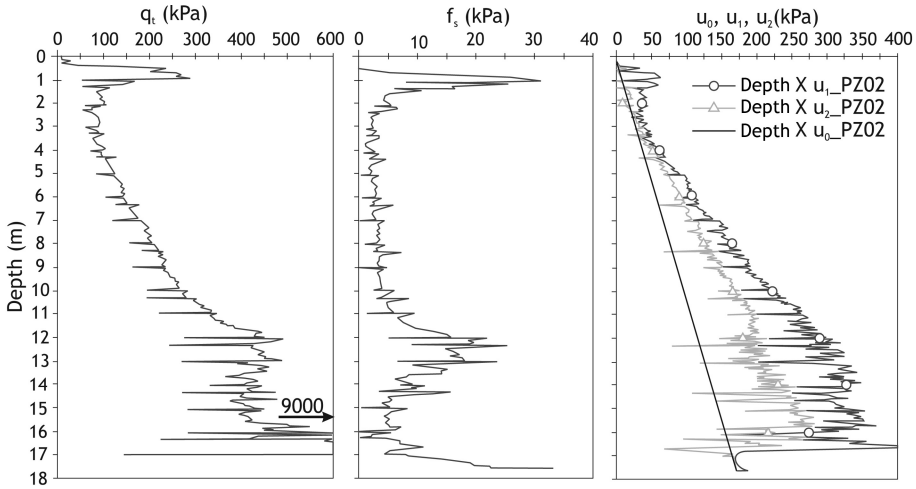 qₜ (kPa)
fₛ (kPa)
u₀, u₁, u₂(kPa)
0 100 200 300 400 500 600
0 10 20 30 40
0 50 100 150 200 250 300 350 400
Depth (m)
0
1
2
3
4
5
6
7
8
9
10
11
12
13
14
15
16
17
18
9000
Depth X u₁_PZ02
Depth X u₂_PZ02
Depth X u₀_PZ02